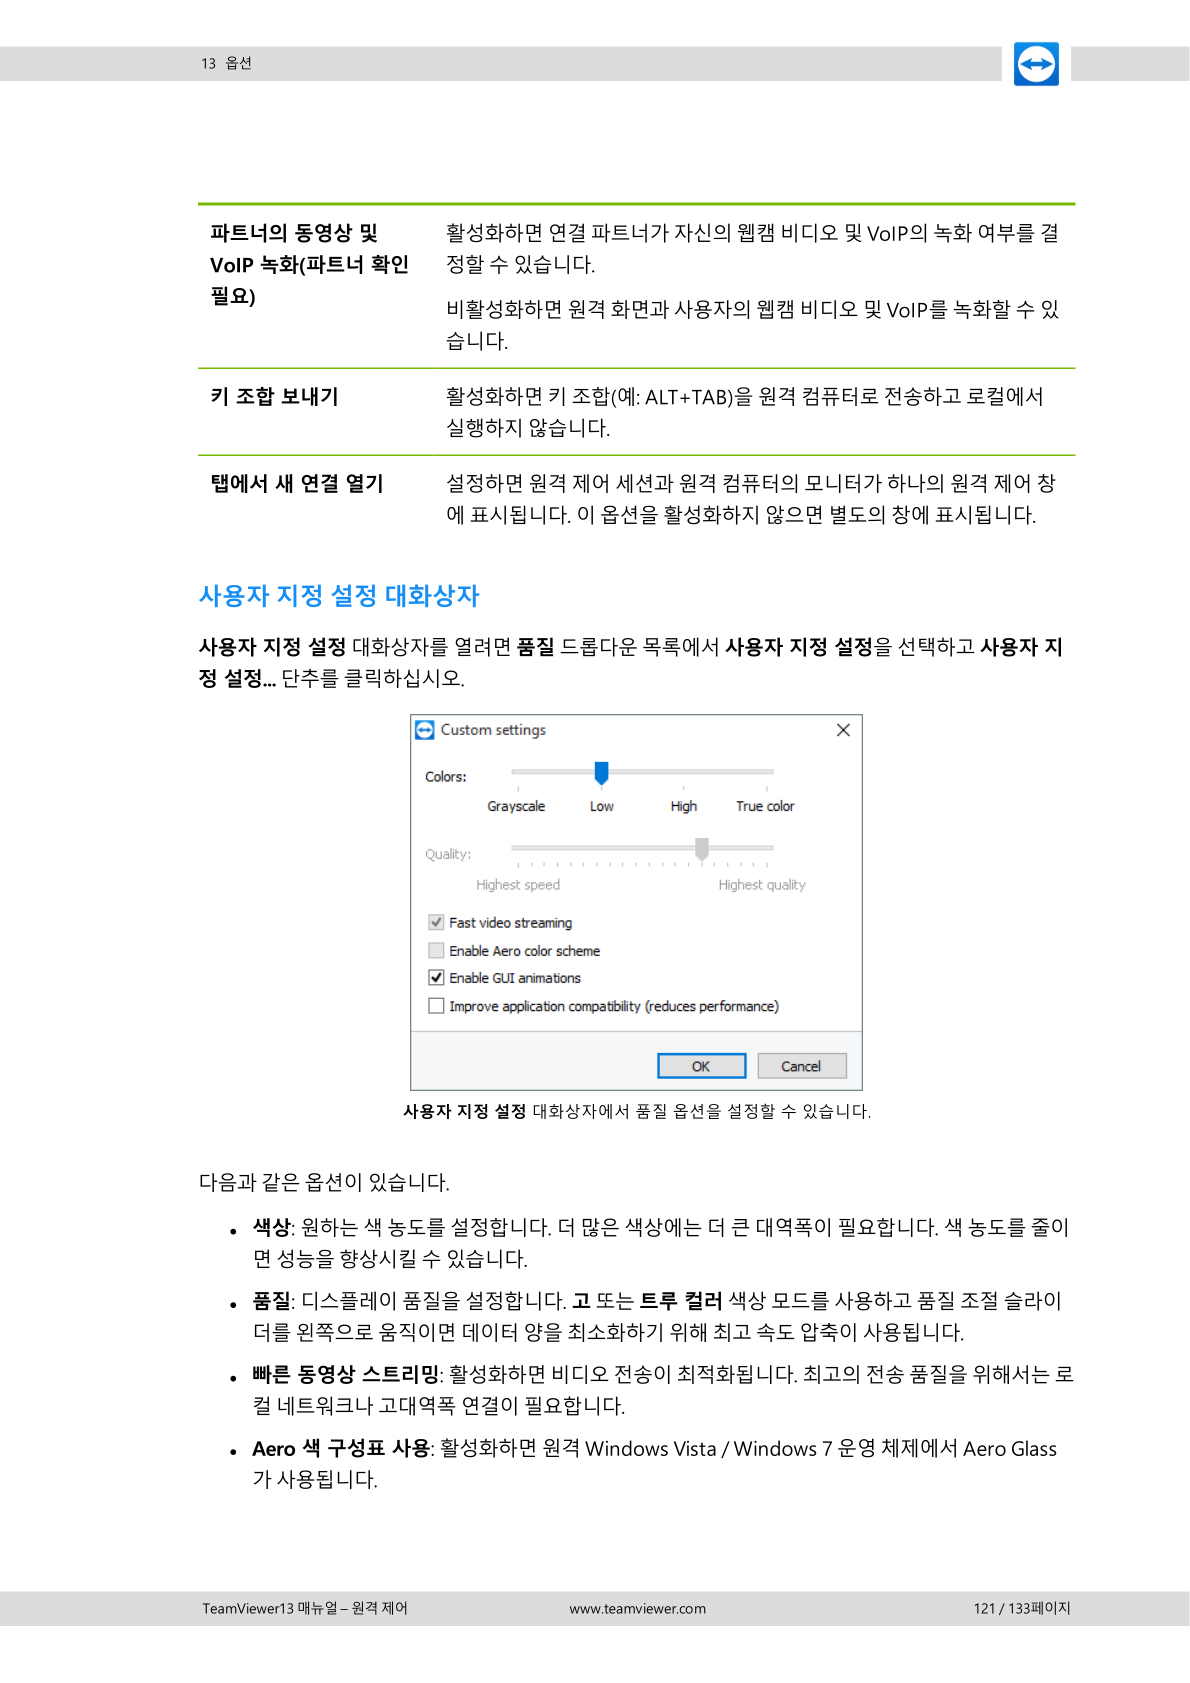 13 옵션
파트너의 동영상 및
VoIP 녹화(파트너 확인
필요)
활성화하면 연결 파트너가 자신의 웹캠 비디오 및 VoIP의 녹화 여부를 결
정할 수 있습니다.
비활성화하면 원격 화면과 사용자의 웹캠 비디오 및 VoIP를 녹화할 수 있
습니다.
키 조합 보내기
활성화하면 키 조합(예: ALT+TAB)을 원격 컴퓨터로 전송하고 로컬에서
실행하지 않습니다.
탭에서 새 연결 열기
설정하면 원격 제어 세션과 원격 컴퓨터의 모니터가 하나의 원격 제어 창
에 표시됩니다. 이 옵션을 활성화하지 않으면 별도의 창에 표시됩니다.
사용자 지정 설정 대화상자
사용자 지정 설정 대화상자를 열려면 품질 드롭다운 목록에서 사용자 지정 설정을 선택하고 사용자 지
정 설정... 단추를 클릭하십시오.
Custom settings
Colors:
Grayscale Low High True color
Quality:
Highest speed Highest quality
Fast video streaming
Enable Aero color scheme
Enable GUI animations
Improve application compatibility (reduces performance)
OK Cancel
사용자 지정 설정 대화상자에서 품질 옵션을 설정할 수 있습니다.
다음과 같은 옵션이 있습니다.
• 색상: 원하는 색 농도를 설정합니다. 더 많은 색상에는 더 큰 대역폭이 필요합니다. 색 농도를 줄이
면 성능을 향상시킬 수 있습니다.
• 품질: 디스플레이 품질을 설정합니다. 고 또는 트루 컬러 색상 모드를 사용하고 품질 조절 슬라이
더를 왼쪽으로 움직이면 데이터 양을 최소화하기 위해 최고 속도 압축이 사용됩니다.
• 빠른 동영상 스트리밍: 활성화하면 비디오 전송이 최적화됩니다. 최고의 전송 품질을 위해서는 로
컬 네트워크나 고대역폭 연결이 필요합니다.
• Aero 색 구성표 사용: 활성화하면 원격 Windows Vista / Windows 7 운영 체제에서 Aero Glass
가 사용됩니다.
TeamViewer13 매뉴얼 – 원격 제어 www.teamviewer.com 121 / 133페이지